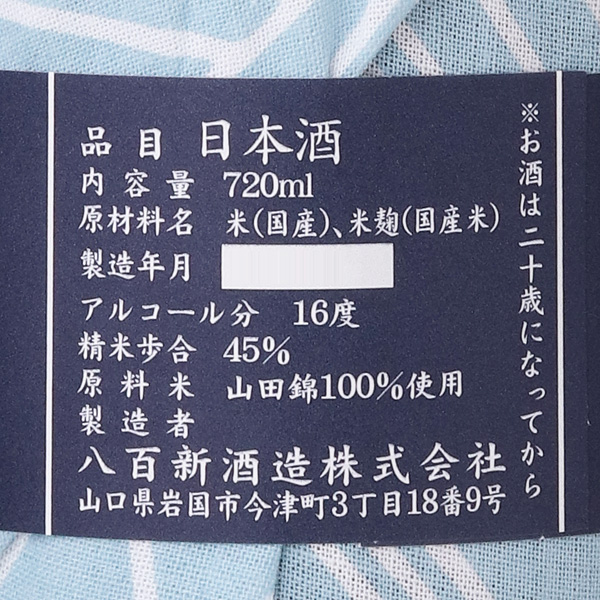 ※お酒は二十歳になってから
品目 日本酒
内容量 720ml
原材料名 米(国産)、米麹(国産米)
製造年月
アルコール分 16度
精米歩合 45%
原料米 山田錦100%使用
製造者
八百新酒造株式会社
山口県岩国市今津町3丁目18番9号